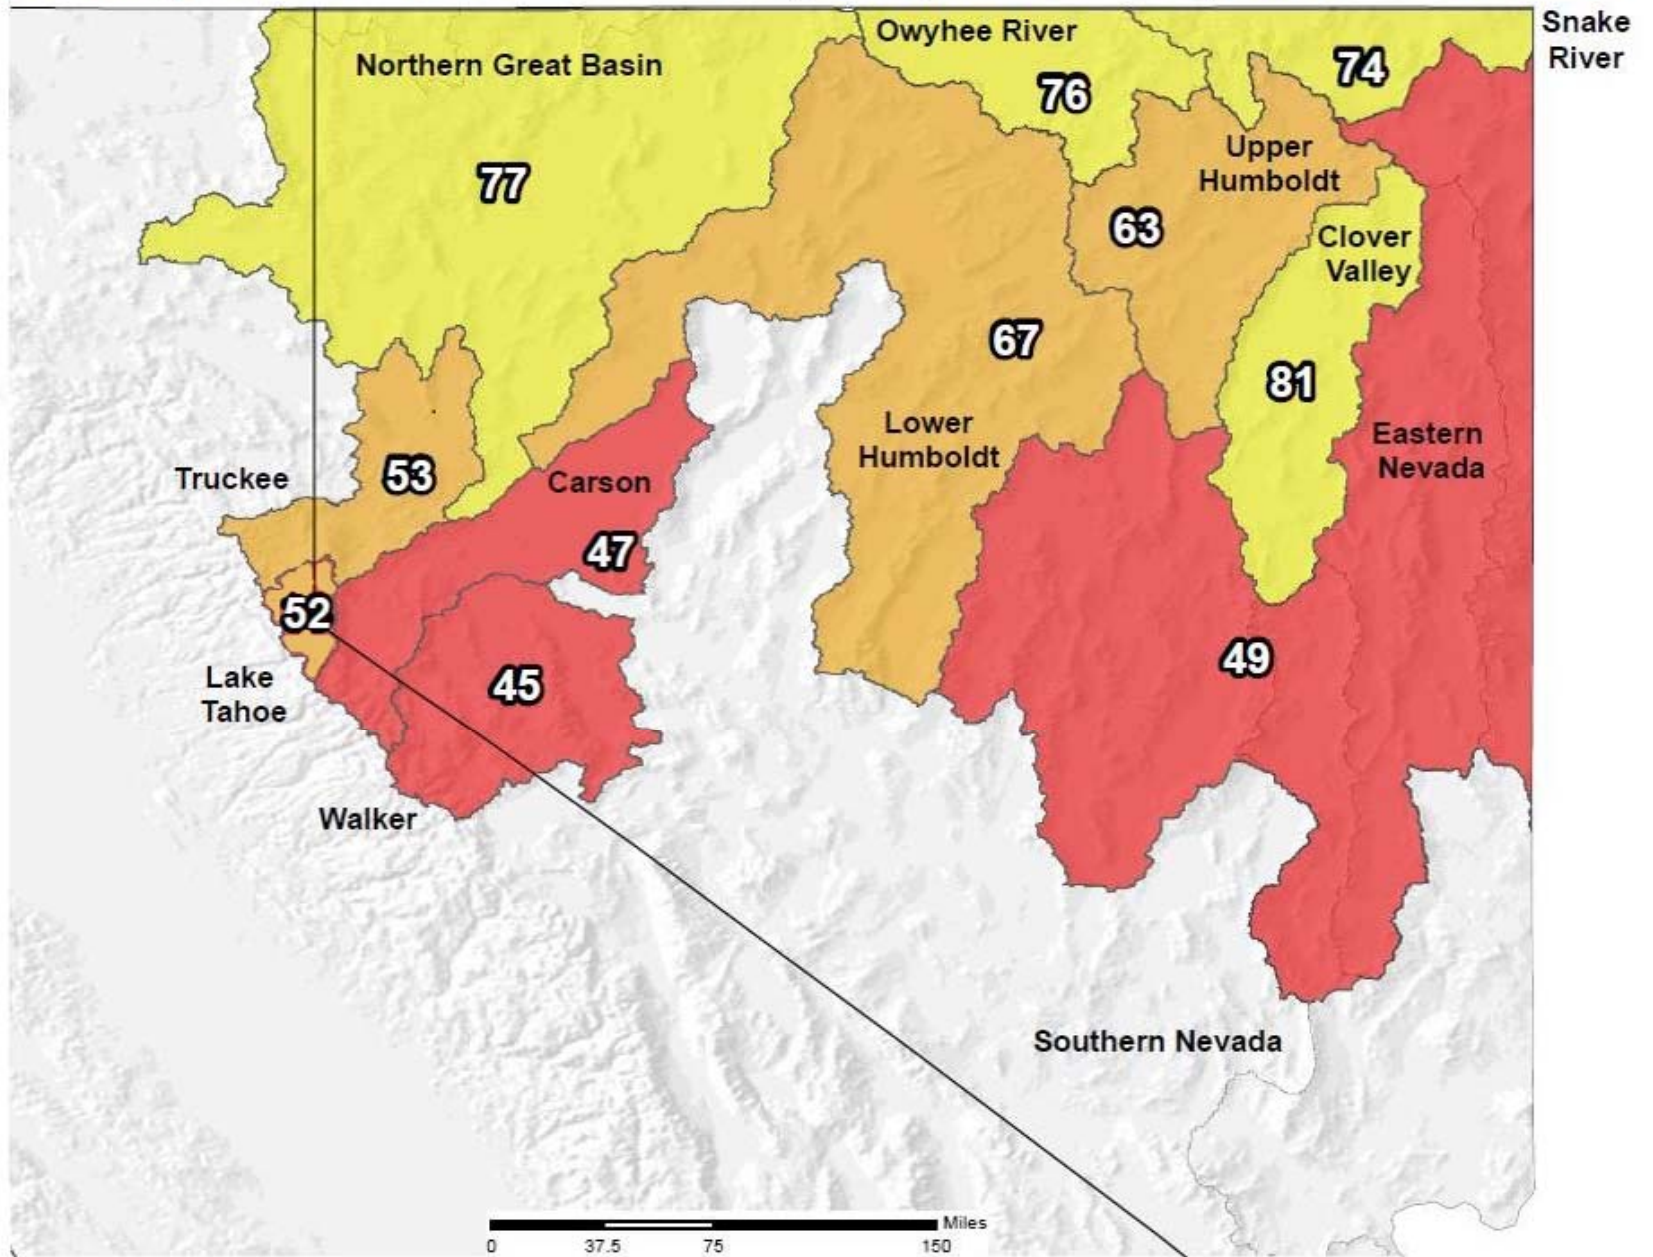 Snake
River
Owyhee River
Northern Great Basin
74
76
Upper
Humboldt
77
63
Clover
Valley
67
81
Lower
Humboldt
Eastern
Nevada
Truckee
53
Carson
47
52
49
Lake
Tahoe
45
Walker
Southern Nevada
Miles
0 37.5 75 150